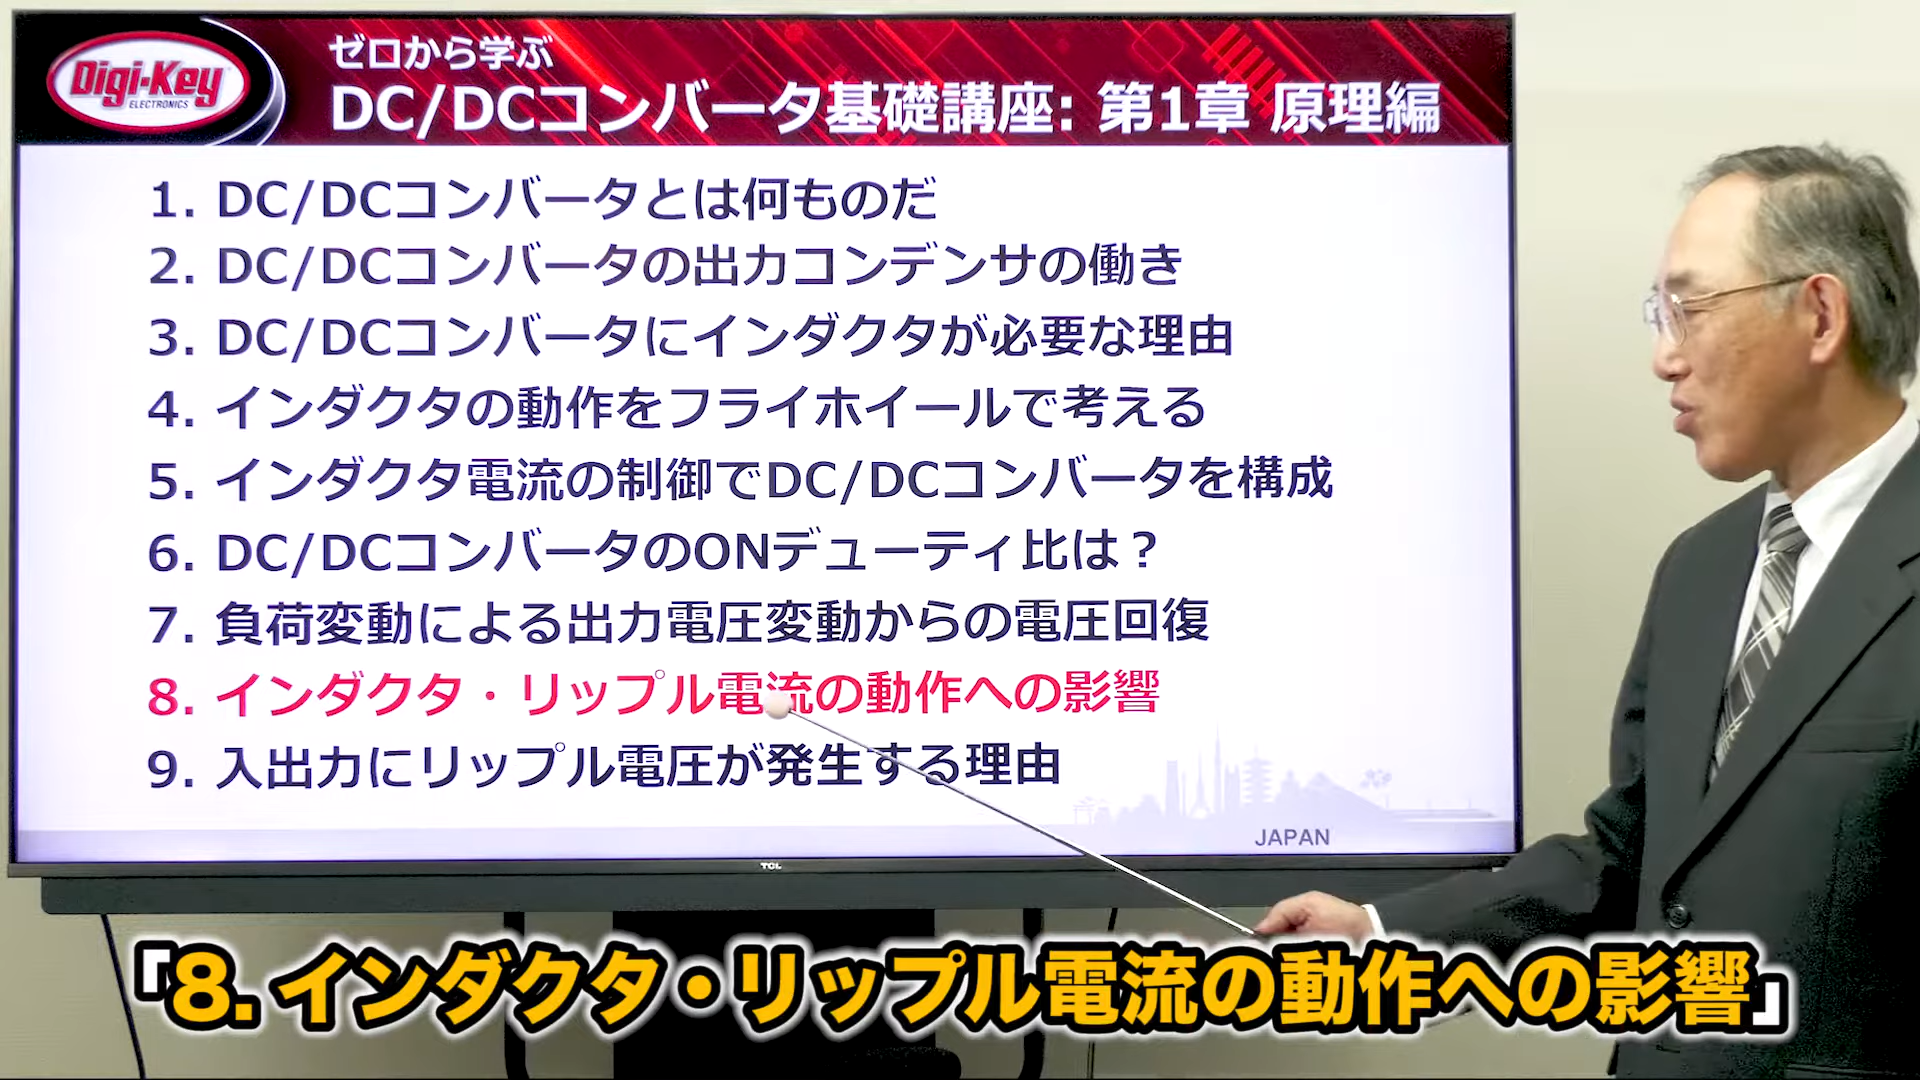 Digi-Key
ELECTRONICS
ゼロから学ぶ
DC/DCコンバータ基礎講座: 第1章 原理編
1. DC/DCコンバータとは何ものだ
2. DC/DCコンバータの出力コンデンサの働き
3. DC/DCコンバータにインダクタが必要な理由
4. インダクタの動作をフライホイールで考える
5. インダクタ電流の制御でDC/DCコンバータを構成
6. DC/DCコンバータのONデューティ比は？
7. 負荷変動による出力電圧変動からの電圧回復
8. インダクタ・リップル電流の動作への影響
9. 入出力にリップル電圧が発生する理由
JAPAN
TCL
「8. インダクタ・リップル電流の動作への影響」